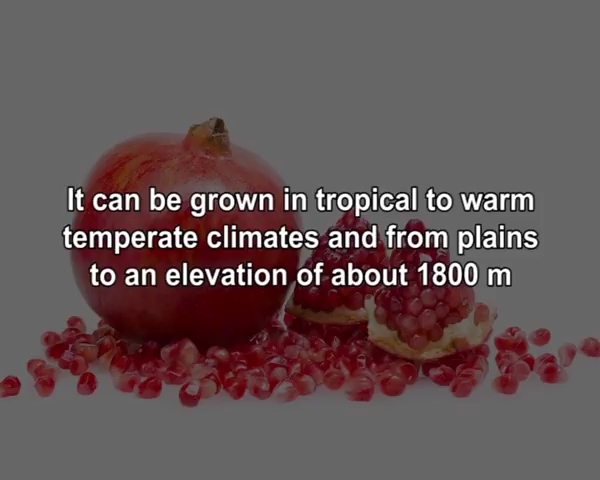 It can be grown in tropical to warm
temperate climates and from plains
to an elevation of about 1800 m